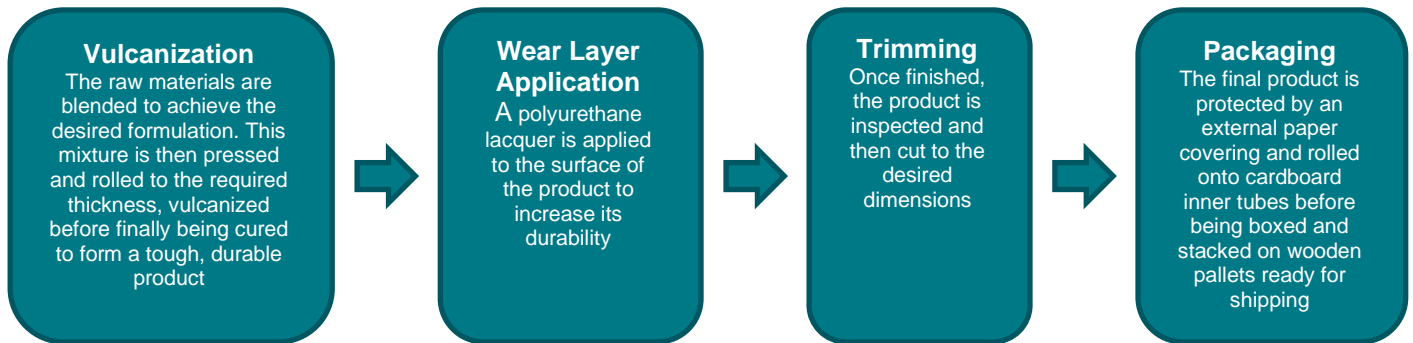 Vulcanization
The raw materials are
blended to achieve the
desired formulation. This
mixture is then pressed
and rolled to the required
thickness, vulcanized
before finally being cured
to form a tough, durable
product
Wear Layer
Application
A polyurethane
lacquer is applied
to the surface of
the product to
increase its
durability
Trimming
Once finished,
the product is
inspected and
then cut to the
desired
dimensions
Packaging
The final product is
protected by an
external paper
covering and rolled
onto cardboard
inner tubes before
being boxed and
stacked on wooden
pallets ready for
shipping